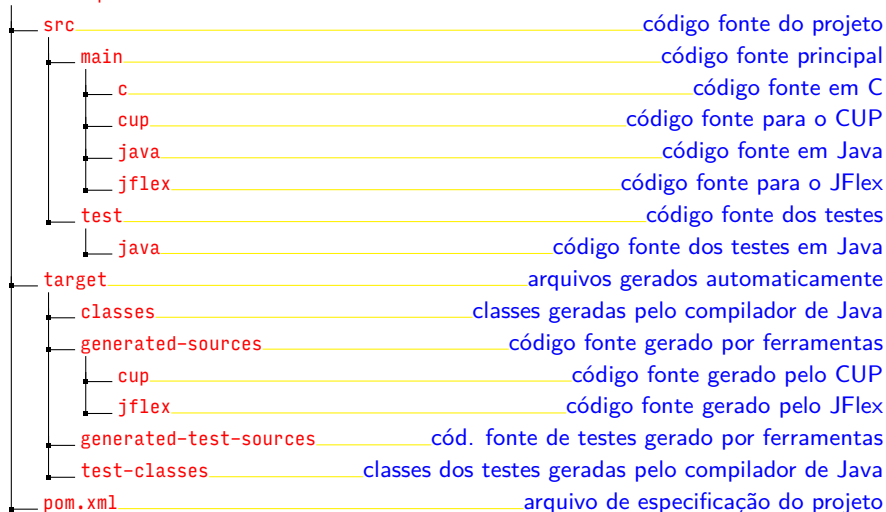 src código fonte do projeto
main código fonte principal
c código fonte em C
cup código fonte para o CUP
java código fonte em Java
jflex código fonte para o JFlex
test código fonte dos testes
java código fonte dos testes em Java
target arquivos gerados automaticamente
classes classes geradas pelo compilador de Java
generated-sources código fonte gerado por ferramentas
cup código fonte gerado pelo CUP
jflex código fonte gerado pelo JFlex
generated-test-sources cód. fonte de testes gerado por ferramentas
test-classes classes dos testes geradas pelo compilador de Java
pom.xml arquivo de especificação do projeto